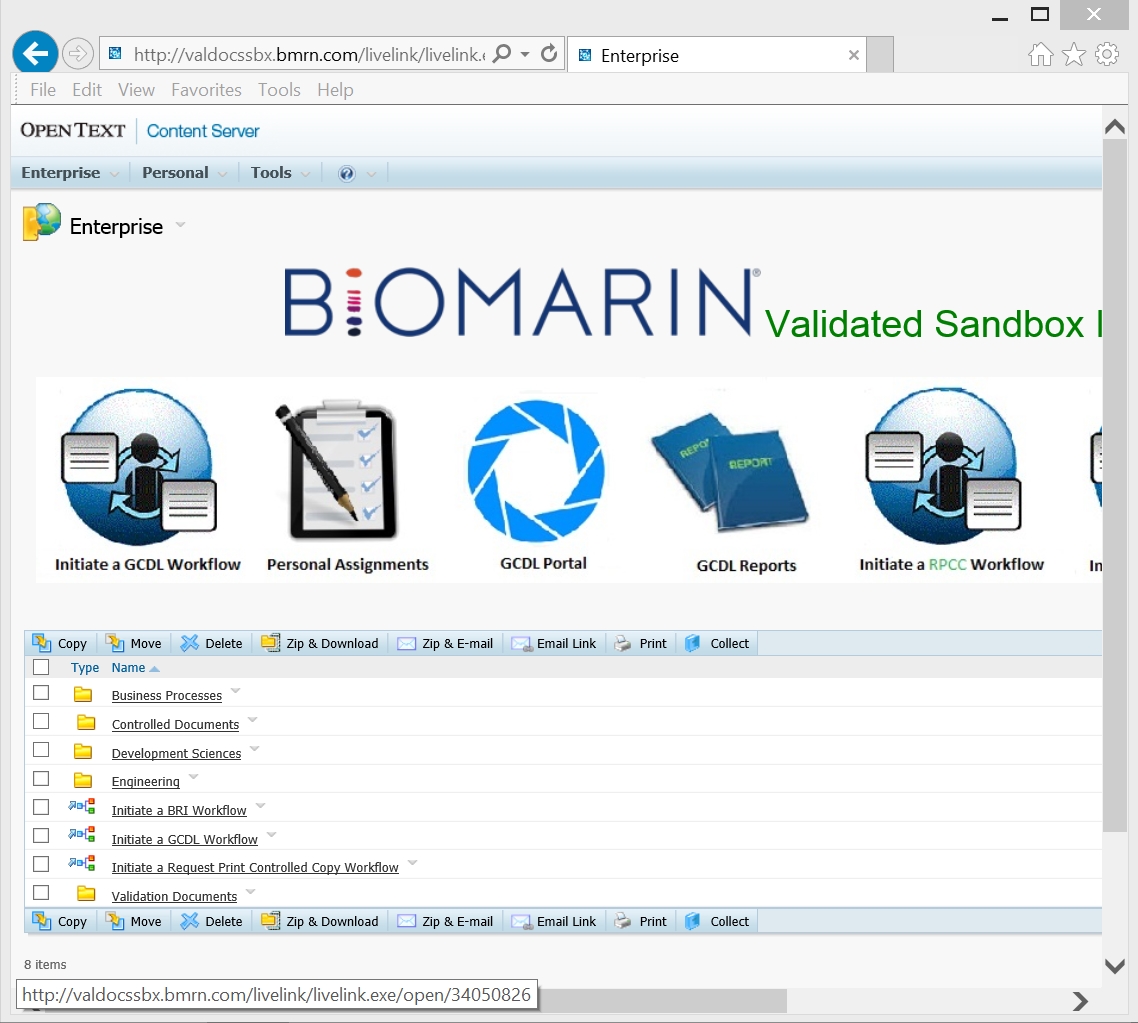 http://valdocssbx.bmrn.com/livelink/livelink.e
Enterprise
File Edit View Favorites Tools Help
OPEN TEXT Content Server
Enterprise Personal Tools ?
Enterprise
BIOMARIN® Validated Sandbox
REPORT
Initiate a GCDL Workflow Personal Assignments GCDL Portal GCDL Reports Initiate a RPCC Workflow
Copy Move Delete Zip & Download Zip & E-mail Email Link Print Collect
Type Name
Business Processes
Controlled Documents
Development Sciences
Engineering
Initiate a BRI Workflow
Initiate a GCDL Workflow
Initiate a Request Print Controlled Copy Workflow
Validation Documents
Copy Move Delete Zip & Download Zip & E-mail Email Link Print Collect
8 items
http://valdocssbx.bmrn.com/livelink/livelink.exe/open/34050826